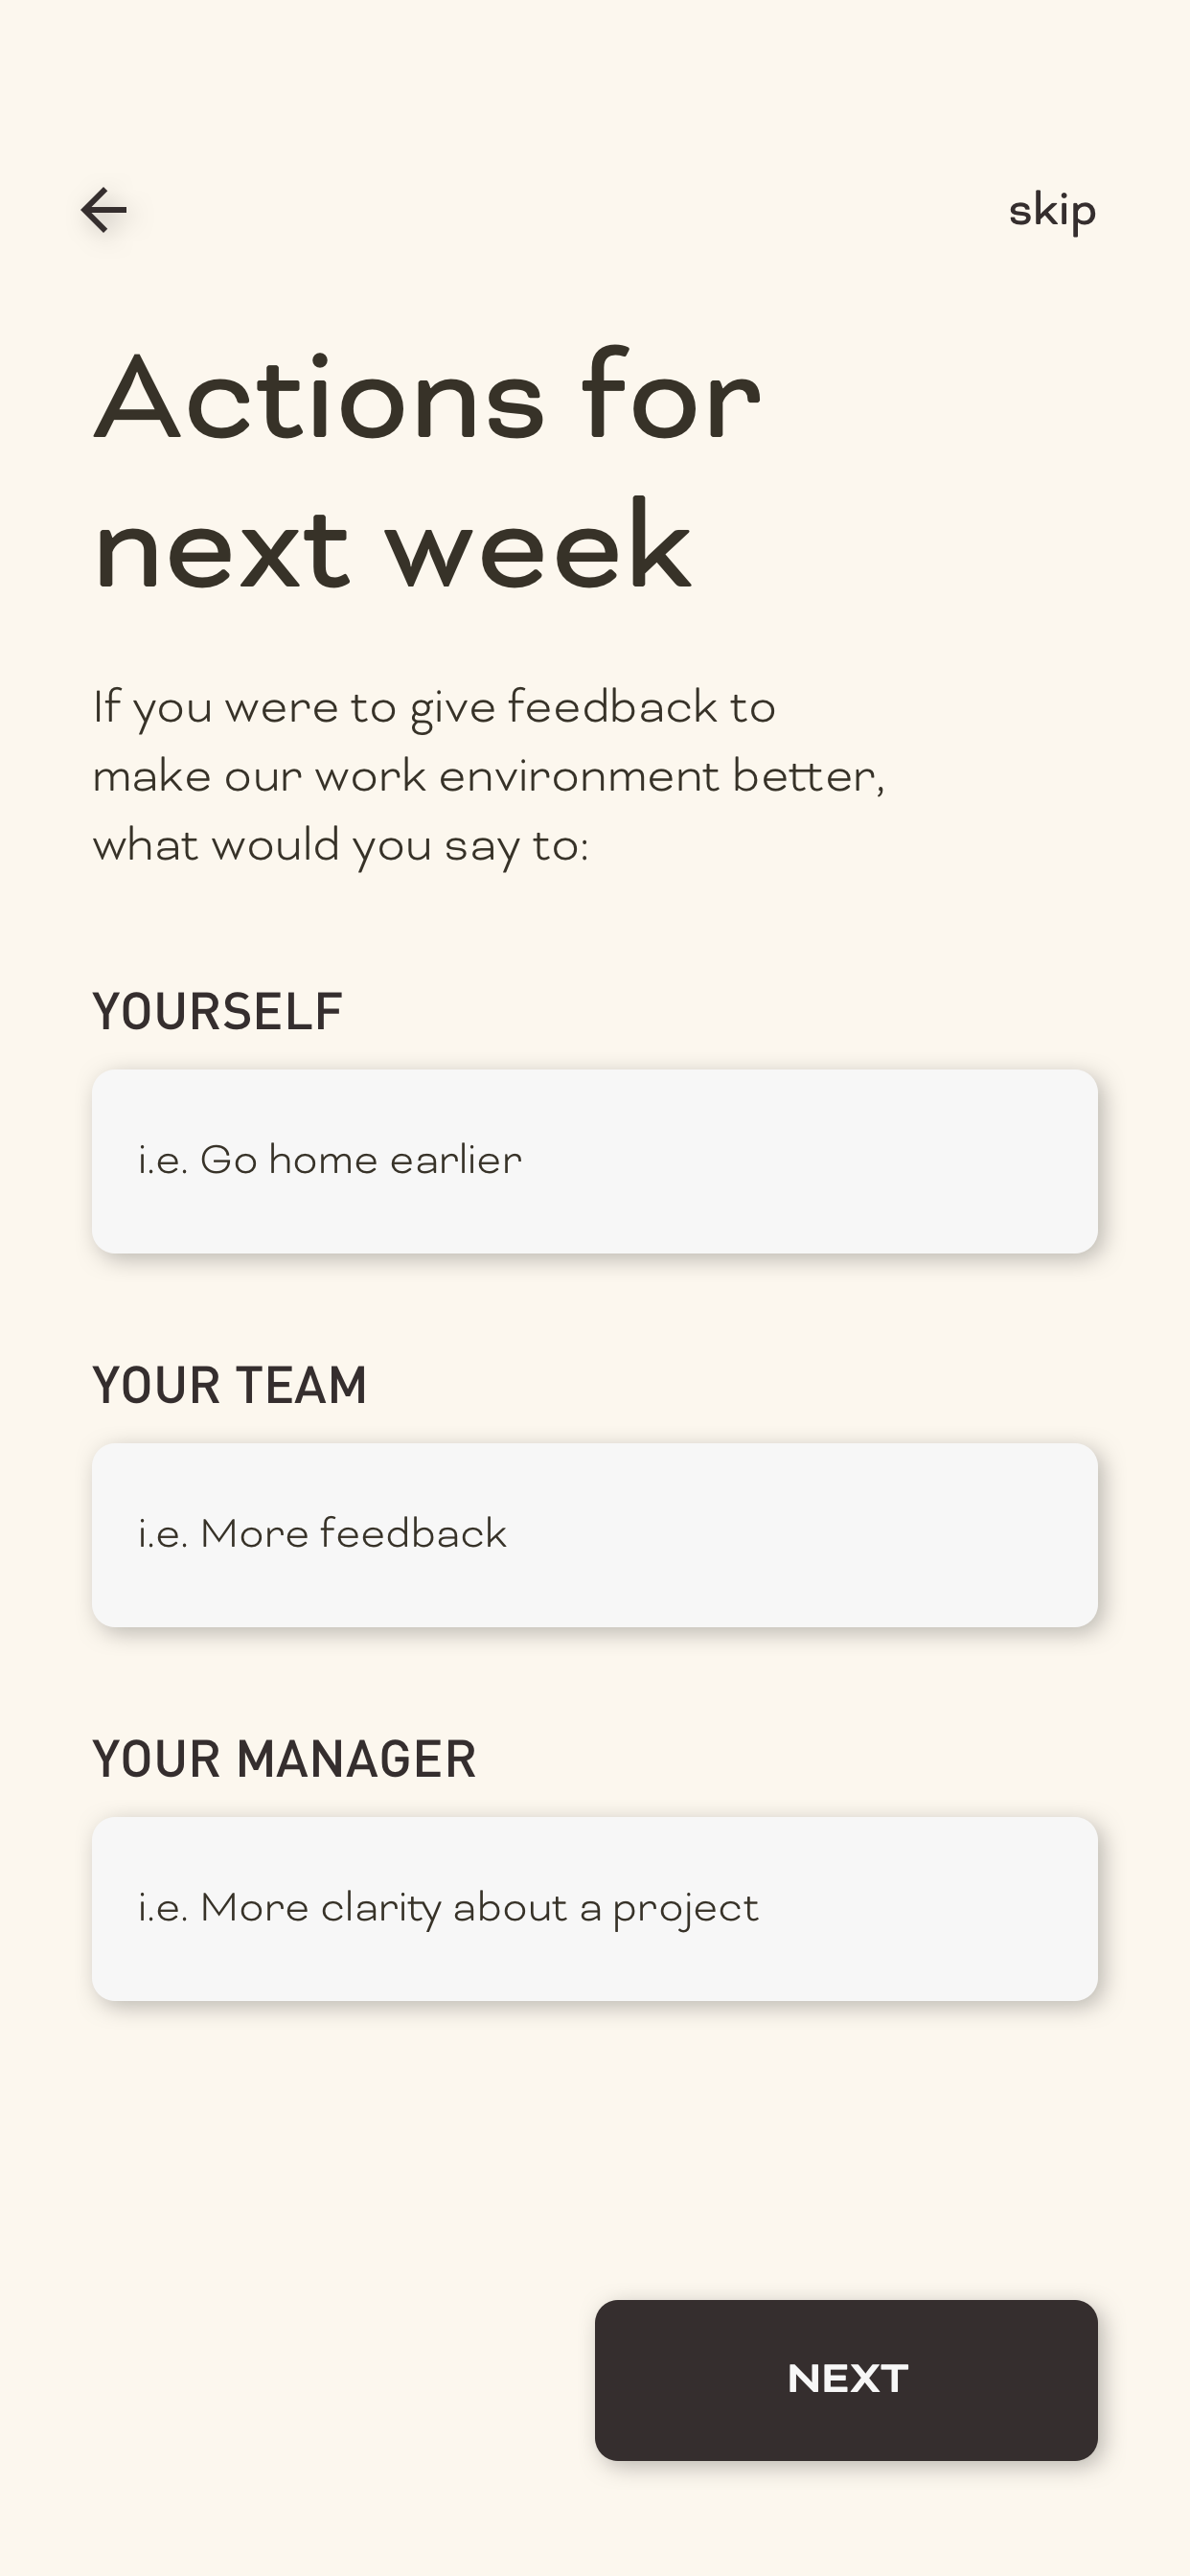 skip
Actions for
next week
If you were to give feedback to
make our work environment better,
what would you say to:
YOURSELF
i.e. Go home earlier
YOUR TEAM
i.e. More feedback
YOUR MANAGER
i.e. More clarity about a project
NEXT